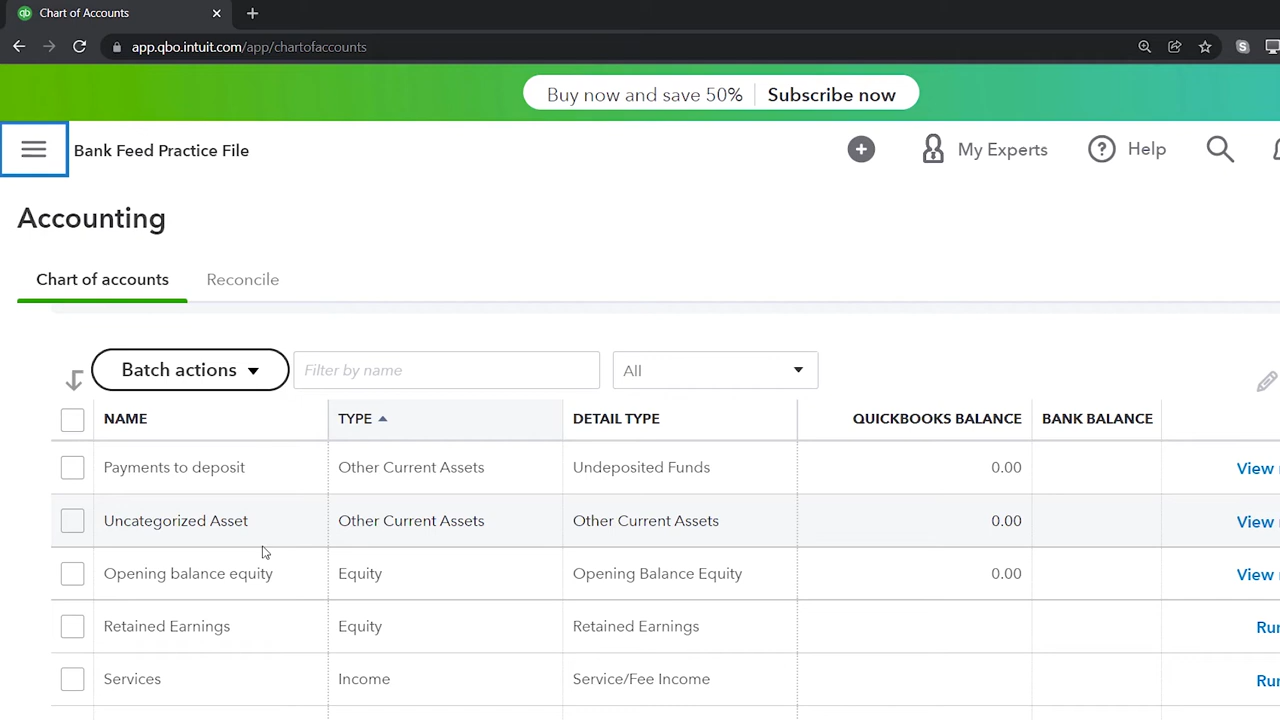 Chart of Accounts
app.qbo.intuit.com/app/chartofaccounts
Buy now and save 50% Subscribe now
Bank Feed Practice File My Experts Help
Accounting
Chart of accounts Reconcile
Batch actions Filter by name All
NAME TYPE DETAIL TYPE QUICKBOOKS BALANCE BANK BALANCE
Payments to deposit Other Current Assets Undeposited Funds 0.00 View
Uncategorized Asset Other Current Assets Other Current Assets 0.00 View
Opening balance equity Equity Opening Balance Equity 0.00 View
Retained Earnings Equity Retained Earnings
Services Income Service/Fee Income